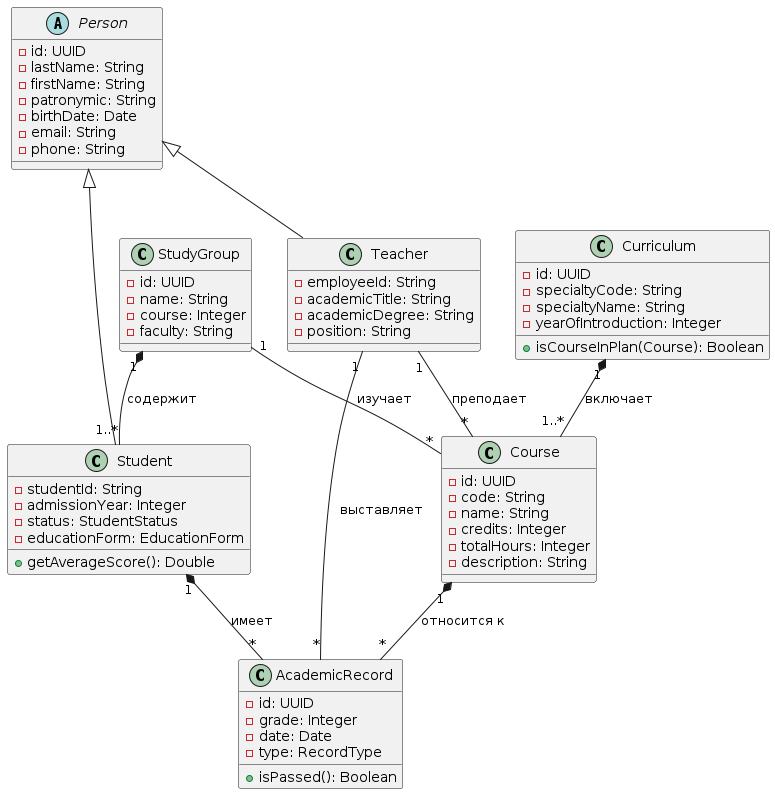 A Person
id: UUID
lastName: String
firstName: String
patronymic: String
birthDate: Date
email: String
phone: String
C StudyGroup
id: UUID
name: String
course: Integer
faculty: String
C Teacher
employeeId: String
academicTitle: String
academicDegree: String
position: String
C Curriculum
id: UUID
specialtyCode: String
specialtyName: String
yearOfIntroduction: Integer
isCourseInPlan(Course): Boolean
1
1
1
1
1
содержит
изучает
преподает
включает
1..*
*
*
1..*
C Student
studentId: String
admissionYear: Integer
status: StudentStatus
educationForm: EducationForm
getAverageScore(): Double
выставляет
C Course
id: UUID
code: String
name: String
credits: Integer
totalHours: Integer
description: String
1
1
имеет
относится к
*
*
*
C AcademicRecord
id: UUID
grade: Integer
date: Date
type: RecordType
isPassed(): Boolean